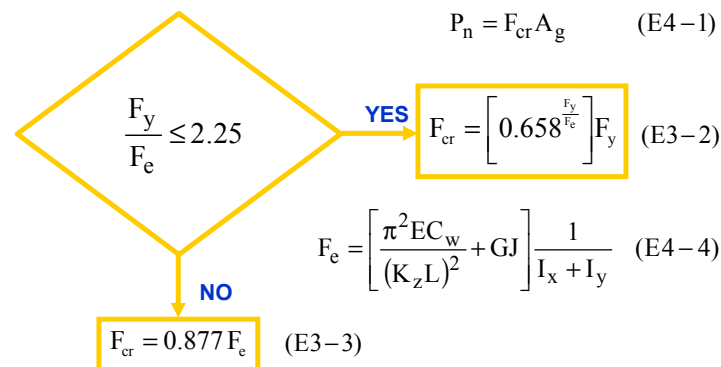 P_n = F_cr A_g (E4−1)
F_y / F_e ≤ 2.25
YES
F_cr = [0.658^(F_y/F_e)] F_y (E3−2)
F_e = [π²EC_w / (K_z L)² + GJ] 1 / (I_x + I_y) (E4−4)
NO
F_cr = 0.877 F_e (E3−3)